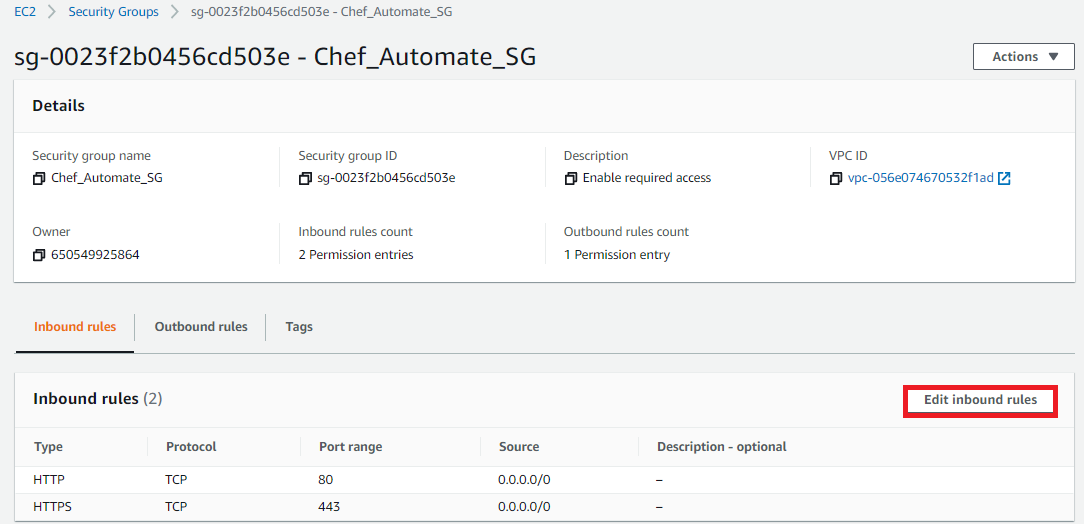 EC2 > Security Groups > sg-0023f2b0456cd503e - Chef_Automate_SG
sg-0023f2b0456cd503e - Chef_Automate_SG
Actions
Details
Security group name Security group ID Description VPC ID
Chef_Automate_SG sg-0023f2b0456cd503e Enable required access vpc-056e074670532f1ad
Owner Inbound rules count Outbound rules count
650549925864 2 Permission entries 1 Permission entry
Inbound rules Outbound rules Tags
Inbound rules (2) Edit inbound rules
Type Protocol Port range Source Description - optional
HTTP TCP 80 0.0.0.0/0 –
HTTPS TCP 443 0.0.0.0/0 –